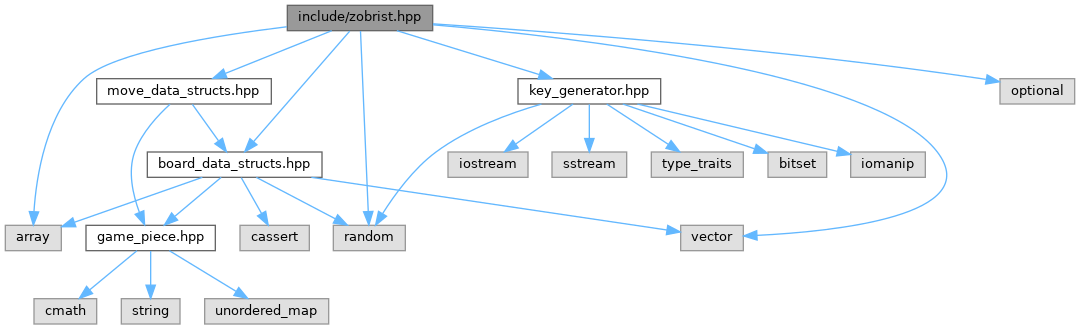 include/zobrist.hpp
move_data_structs.hpp
key_generator.hpp
optional
board_data_structs.hpp
iostream
sstream
type_traits
bitset
iomanip
array
game_piece.hpp
cassert
random
vector
cmath
string
unordered_map